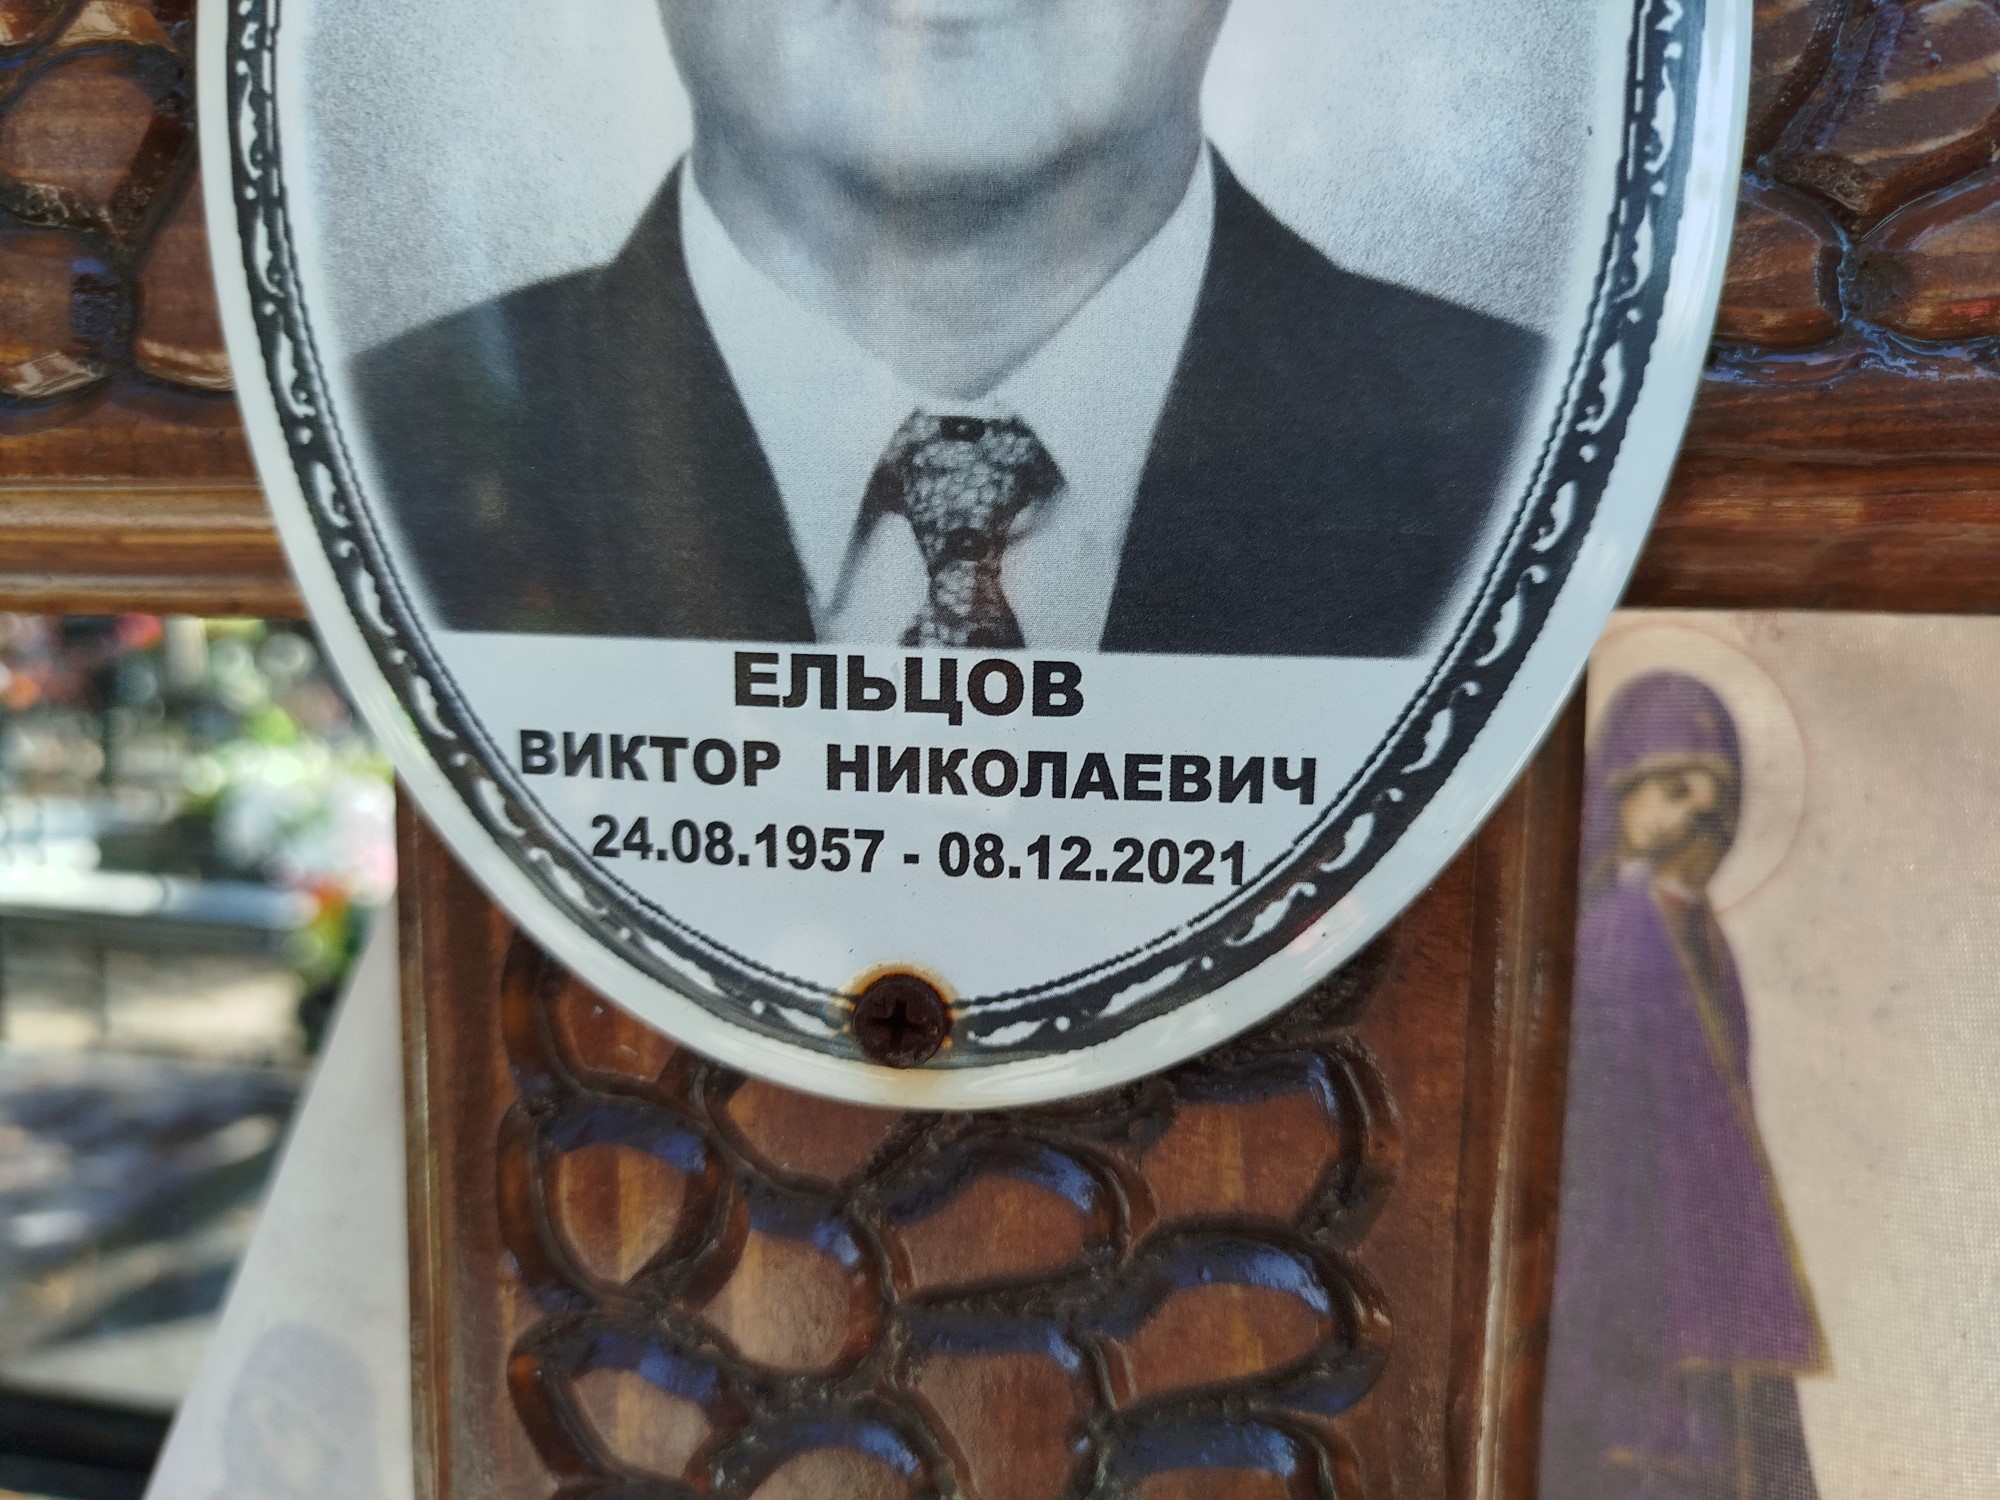 ЕЛЬЦОВ
ВИКТОР НИКОЛАЕВИЧ
24.08.1957 - 08.12.2021